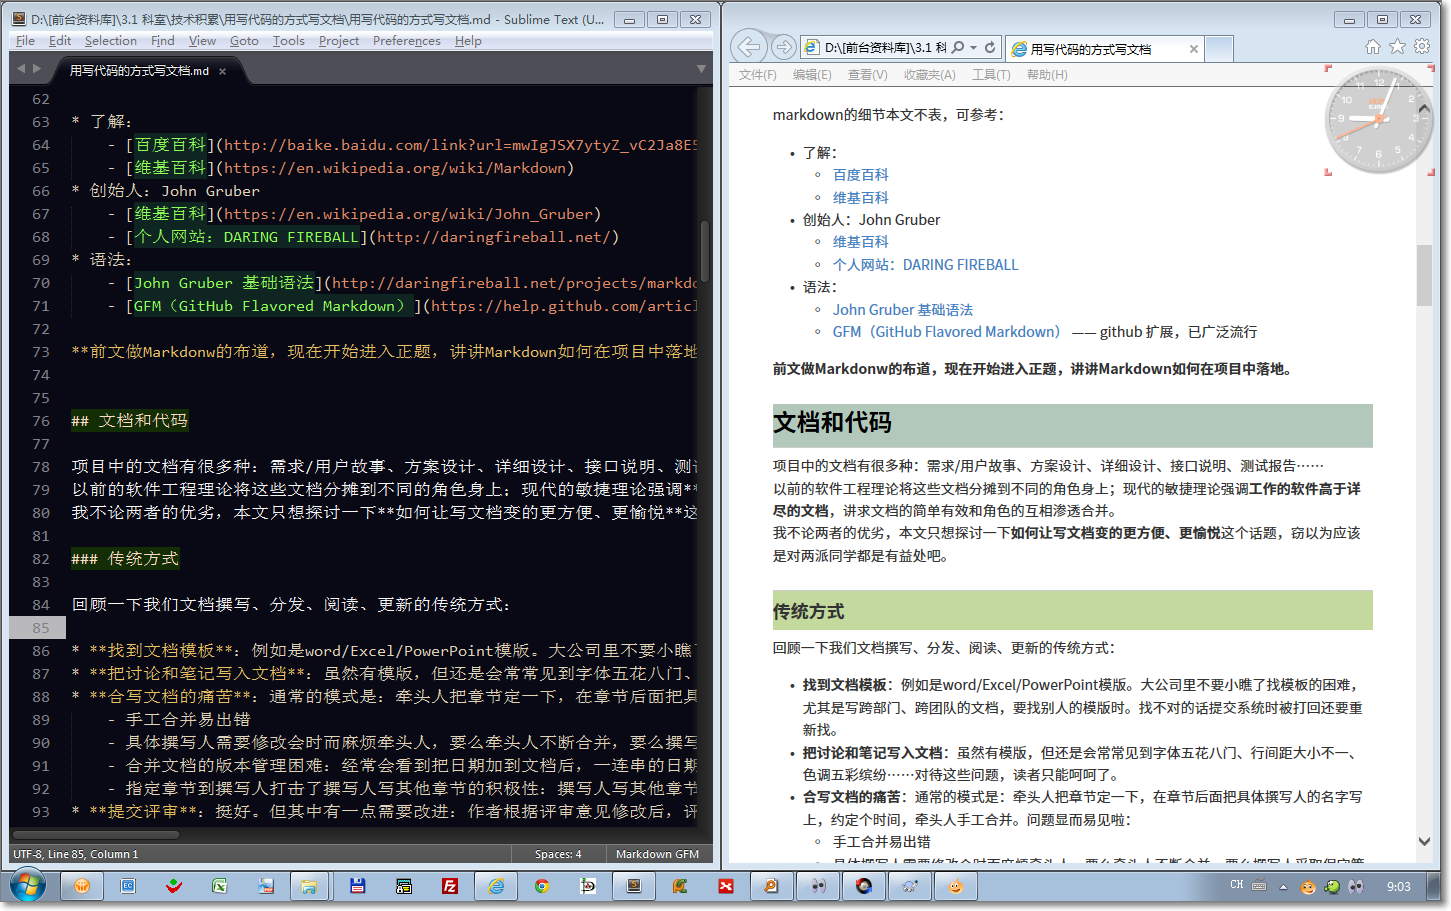 D:\[前台资料库]\3.1 科室\技术积累\用写代码的方式写文档\用写代码的方式写文档.md - Sublime Text (U...
File Edit Selection Find View Goto Tools Project Preferences Help
用写代码的方式写文档.md ×
62
63 * 了解：
64 - [百度百科](http://baike.baidu.com/link?url=mwIgJSX7ytyZ_vC2Ja8E5
65 - [维基百科](https://en.wikipedia.org/wiki/Markdown)
66 * 创始人：John Gruber
67 - [维基百科](https://en.wikipedia.org/wiki/John_Gruber)
68 - [个人网站：DARING FIREBALL](http://daringfireball.net/)
69 * 语法：
70 - [John Gruber 基础语法](http://daringfireball.net/projects/markdo
71 - [GFM（GitHub Flavored Markdown）](https://help.github.com/articl
72
73 **前文做Markdonw的布道，现在开始进入正题，讲讲Markdown如何在项目中落地
74
75
76 ## 文档和代码
77
78 项目中的文档有很多种：需求/用户故事、方案设计、详细设计、接口说明、测试
79 以前的软件工程理论将这些文档分摊到不同的角色身上；现代的敏捷理论强调**
80 我不论两者的优劣，本文只想探讨一下**如何让写文档变的更方便、更愉悦**这
81
82 ### 传统方式
83
84 回顾一下我们文档撰写、分发、阅读、更新的传统方式：
85
86 * **找到文档模板**：例如是word/Excel/PowerPoint模版。大公司里不要小瞧了
87 * **把讨论和笔记写入文档**：虽然有模版，但还是会常常见到字体五花八门、
88 * **合写文档的痛苦**：通常的模式是：牵头人把章节定一下，在章节后面把具
89 - 手工合并易出错
90 - 具体撰写人需要修改会时而麻烦牵头人，要么牵头人不断合并，要么撰写
91 - 合并文档的版本管理困难：经常会看到把日期加到文档后，一连串的日期
92 - 指定章节到撰写人打击了撰写人写其他章节的积极性：撰写人写其他章节
93 * **提交评审**：挺好。但其中有一点需要改进：作者根据评审意见修改后，评
UTF-8, Line 85, Column 1 Spaces: 4 Markdown GFM
D:\[前台资料库]\3.1 科 用写代码的方式写文档 ×
文件(F) 编辑(E) 查看(V) 收藏夹(A) 工具(T) 帮助(H)
markdown的细节本文不表，可参考：
• 了解：
百度百科
维基百科
• 创始人：John Gruber
维基百科
个人网站：DARING FIREBALL
• 语法：
John Gruber 基础语法
GFM（GitHub Flavored Markdown） —— github 扩展，已广泛流行
前文做Markdonw的布道，现在开始进入正题，讲讲Markdown如何在项目中落地。
文档和代码
项目中的文档有很多种：需求/用户故事、方案设计、详细设计、接口说明、测试报告……
以前的软件工程理论将这些文档分摊到不同的角色身上；现代的敏捷理论强调工作的软件高于详
尽的文档，讲求文档的简单有效和角色的互相渗透合并。
我不论两者的优劣，本文只想探讨一下如何让写文档变的更方便、更愉悦这个话题，窃以为应该
是对两派同学都是有益处吧。
传统方式
回顾一下我们文档撰写、分发、阅读、更新的传统方式：
• 找到文档模板：例如是word/Excel/PowerPoint模版。大公司里不要小瞧了找模板的困难，
尤其是写跨部门、跨团队的文档，要找别人的模版时。找不对的话提交系统时被打回还要重
新找。
• 把讨论和笔记写入文档：虽然有模版，但还是会常常见到字体五花八门、行间距大小不一、
色调五彩缤纷……对待这些问题，读者只能呵呵了。
• 合写文档的痛苦：通常的模式是：牵头人把章节定一下，在章节后面把具体撰写人的名字写
上，约定个时间，牵头人手工合并。问题显而易见啦：
手工合并易出错
具体撰写人需要修改会时而麻烦牵头人，要么牵头人不断合并，要么撰写人
12 1 2 3 4 5 6 7 8 9 10 11
CH 9:03